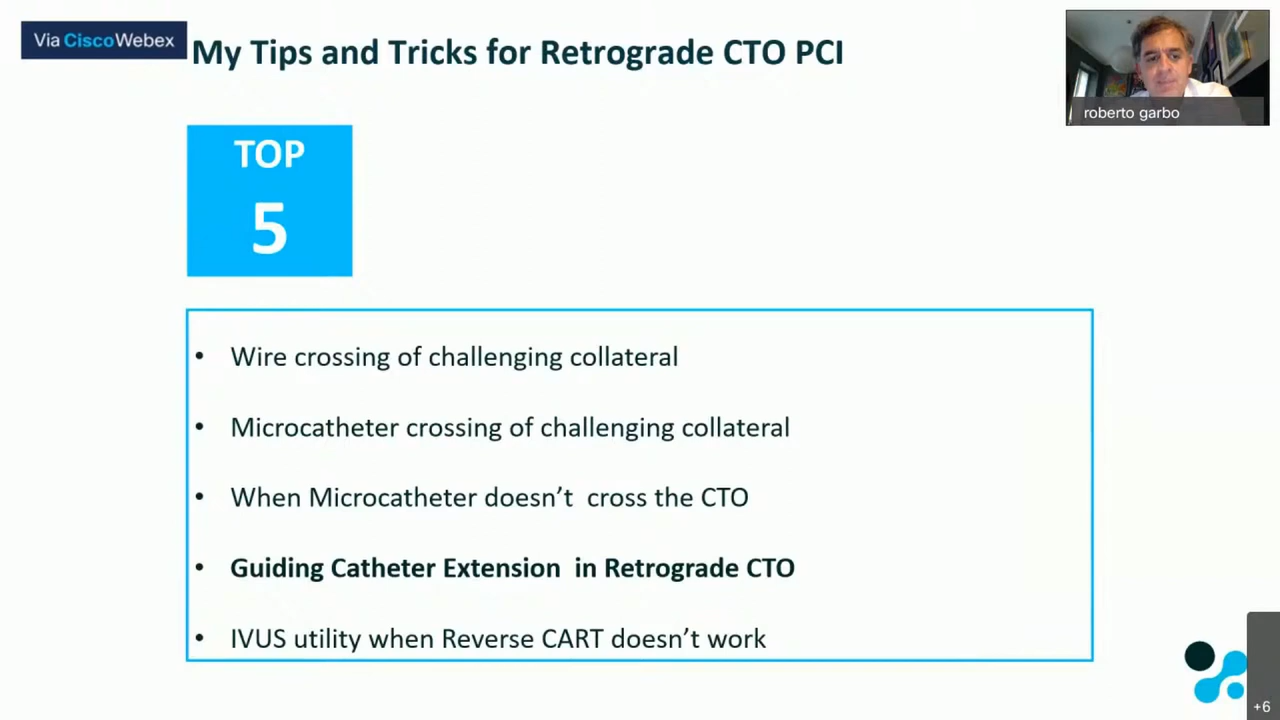 Via Cisco Webex
My Tips and Tricks for Retrograde CTO PCI
roberto garbo
TOP
5
• Wire crossing of challenging collateral
• Microcatheter crossing of challenging collateral
• When Microcatheter doesn’t  cross the CTO
• Guiding Catheter Extension  in Retrograde CTO
• IVUS utility when Reverse CART doesn’t work
+6